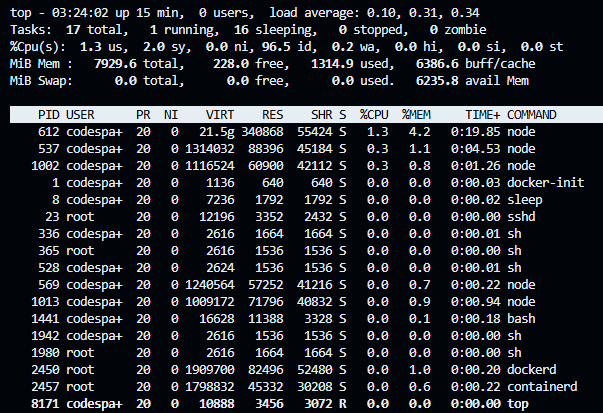 top - 03:24:02 up 15 min,  0 users,  load average: 0.10, 0.31, 0.34
Tasks:  17 total,   1 running,  16 sleeping,   0 stopped,   0 zombie
%Cpu(s):  1.3 us,  2.0 sy,  0.0 ni, 96.5 id,  0.2 wa,  0.0 hi,  0.0 si,  0.0 st
MiB Mem :   7929.6 total,    228.0 free,   1314.9 used,   6386.6 buff/cache
MiB Swap:      0.0 total,      0.0 free,      0.0 used.   6235.8 avail Mem
    PID USER      PR  NI    VIRT    RES    SHR S  %CPU  %MEM     TIME+ COMMAND
    612 codespa+  20   0   21.5g 340868  55424 S   1.3   4.2   0:19.85 node
    537 codespa+  20   0 1314032  88396  45184 S   0.3   1.1   0:04.53 node
   1002 codespa+  20   0 1116524  60900  42112 S   0.3   0.8   0:01.26 node
      1 codespa+  20   0    1136    640    640 S   0.0   0.0   0:00.03 docker-init
      8 codespa+  20   0    7236   1792   1792 S   0.0   0.0   0:00.02 sleep
     23 root      20   0   12196   3352   2432 S   0.0   0.0   0:00.00 sshd
    336 codespa+  20   0    2616   1664   1664 S   0.0   0.0   0:00.01 sh
    365 root      20   0    2616   1536   1536 S   0.0   0.0   0:00.00 sh
    528 codespa+  20   0    2624   1536   1536 S   0.0   0.0   0:00.01 sh
    569 codespa+  20   0 1240564  57252  41216 S   0.0   0.7   0:00.22 node
   1013 codespa+  20   0 1009172  71796  40832 S   0.0   0.9   0:00.94 node
   1441 codespa+  20   0   16628  11388   3328 S   0.0   0.1   0:00.18 bash
   1942 codespa+  20   0    2616   1536   1536 S   0.0   0.0   0:00.00 sh
   1980 root      20   0    2616   1664   1664 S   0.0   0.0   0:00.00 sh
   2450 root      20   0 1909700  82496  52480 S   0.0   1.0   0:00.20 dockerd
   2457 root      20   0 1798832  45332  30208 S   0.0   0.6   0:00.22 containerd
   8171 codespa+  20   0   10888   3456   3072 R   0.0   0.0   0:00.00 top